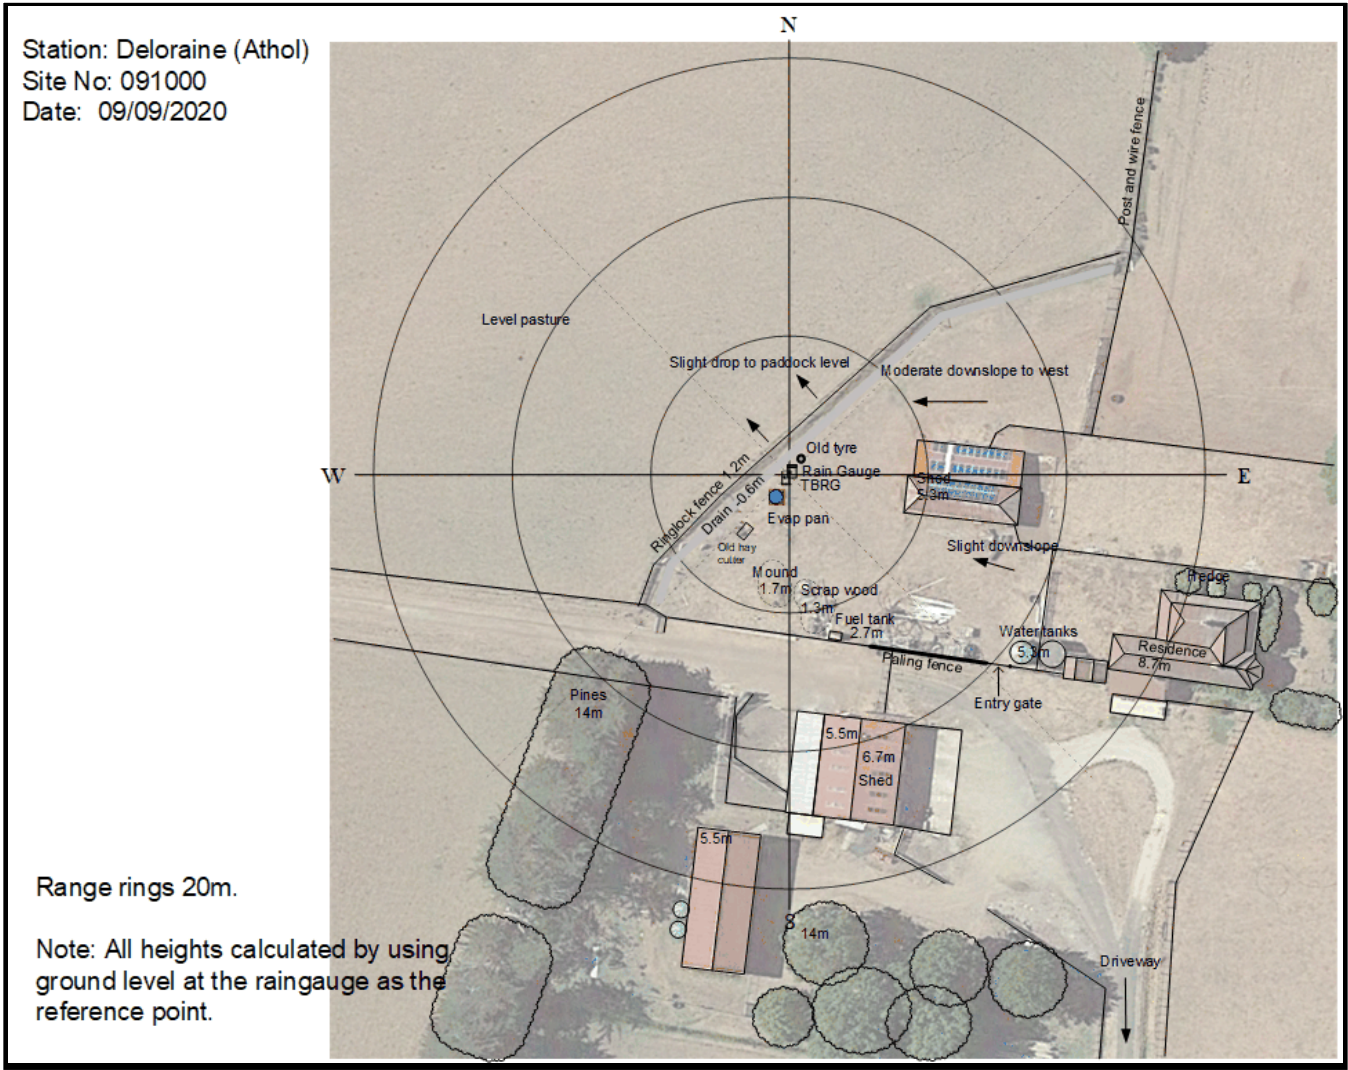 N
Station: Deloraine (Athol)
Site No: 091000
Date: 09/09/2020
Post and wire fence
Level pasture
Slight drop to paddock level
Moderate downslope to west
Old tyre
W
Rain Gauge
E
TBRG
Shed
5.3m
Ringlock fence 1.2m
Drain -0.6m
Evap pan
Old hay
cutter
Slight downslope
Mound
1.7m
Hedge
Scrap wood
1.3m
Fuel tank
2.7m
Water tanks
5.3m
Paling fence
Residence
8.7m
Entry gate
Pines
14m
5.5m
6.7m
Shed
5.5m
Range rings 20m.
S
14m
Note: All heights calculated by using
ground level at the raingauge as the
reference point.
Driveway